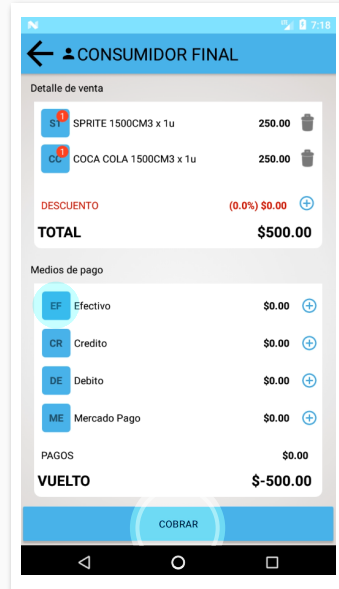 N 7:18
CONSUMIDOR FINAL
Detalle de venta
S1 1 SPRITE 1500CM3 x 1u 250.00
CC 1 COCA COLA 1500CM3 x 1u 250.00
DESCUENTO (0.0%) $0.00
TOTAL $500.00
Medios de pago
EF Efectivo $0.00
CR Credito $0.00
DE Debito $0.00
ME Mercado Pago $0.00
PAGOS $0.00
VUELTO $-500.00
COBRAR